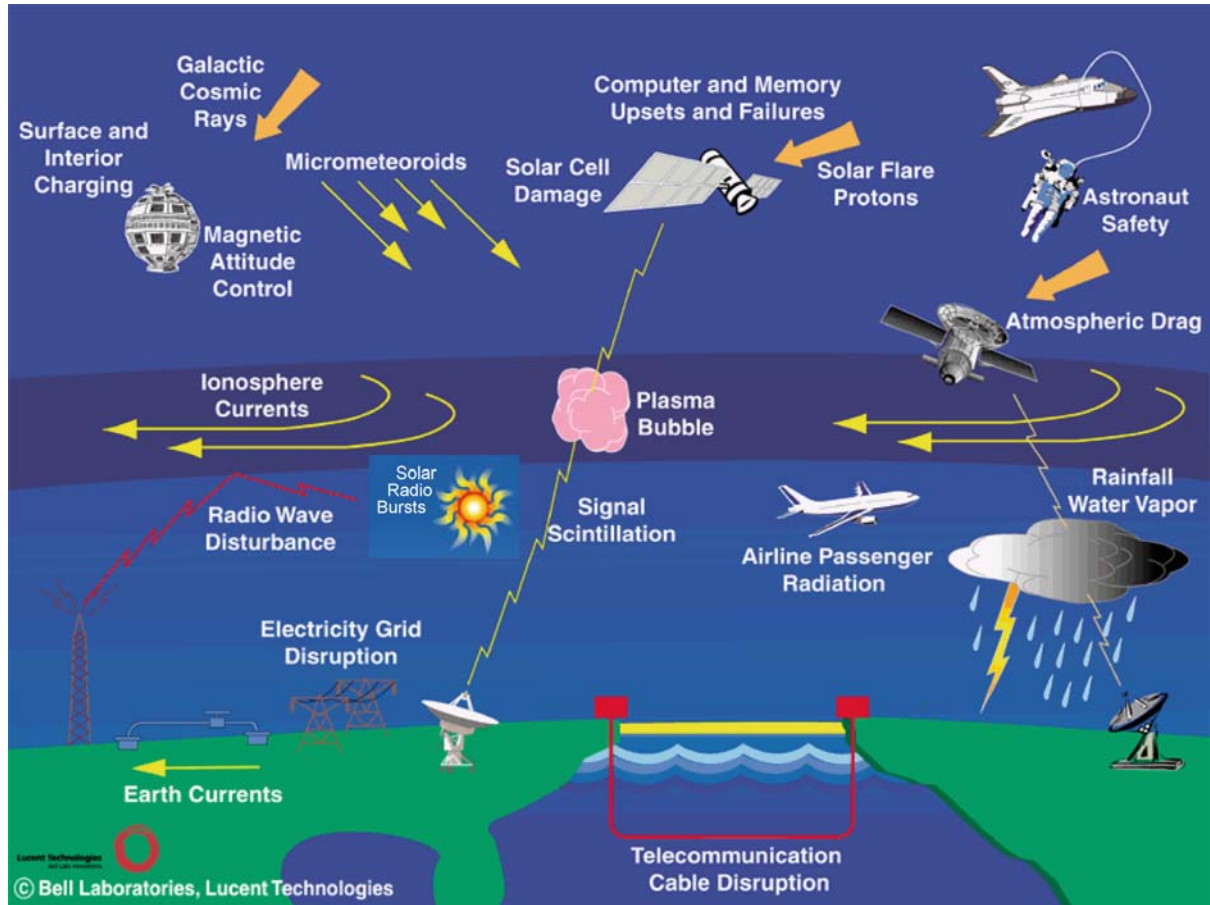 Galactic
Cosmic
Rays
Surface and
Interior
Charging
Magnetic
Attitude
Control
Micrometeoroids
Computer and Memory
Upsets and Failures
Solar Cell
Damage
Solar Flare
Protons
Astronaut
Safety
Atmospheric Drag
Ionosphere
Currents
Plasma
Bubble
Solar
Radio
Bursts
Radio Wave
Disturbance
Signal
Scintillation
Airline Passenger
Radiation
Rainfall
Water Vapor
Electricity Grid
Disruption
Earth Currents
Telecommunication
Cable Disruption
Lucent Technologies
Bell Labs Innovations
© Bell Laboratories, Lucent Technologies